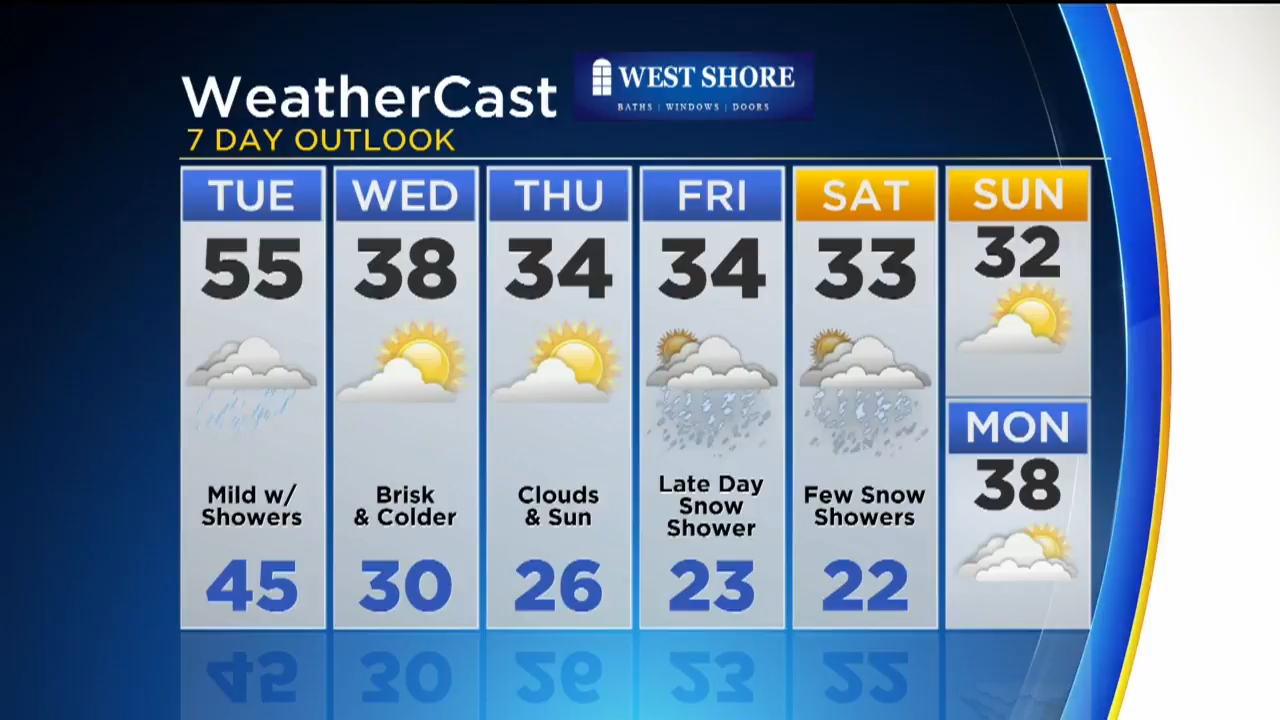 WeatherCast
WEST SHORE
BATHS | WINDOWS | DOORS
7 DAY OUTLOOK
TUE
55
Mild w/
Showers
45
WED
38
Brisk
& Colder
30
THU
34
Clouds
& Sun
26
FRI
34
Late Day
Snow
Shower
23
SAT
33
Few Snow
Showers
22
SUN
32
MON
38